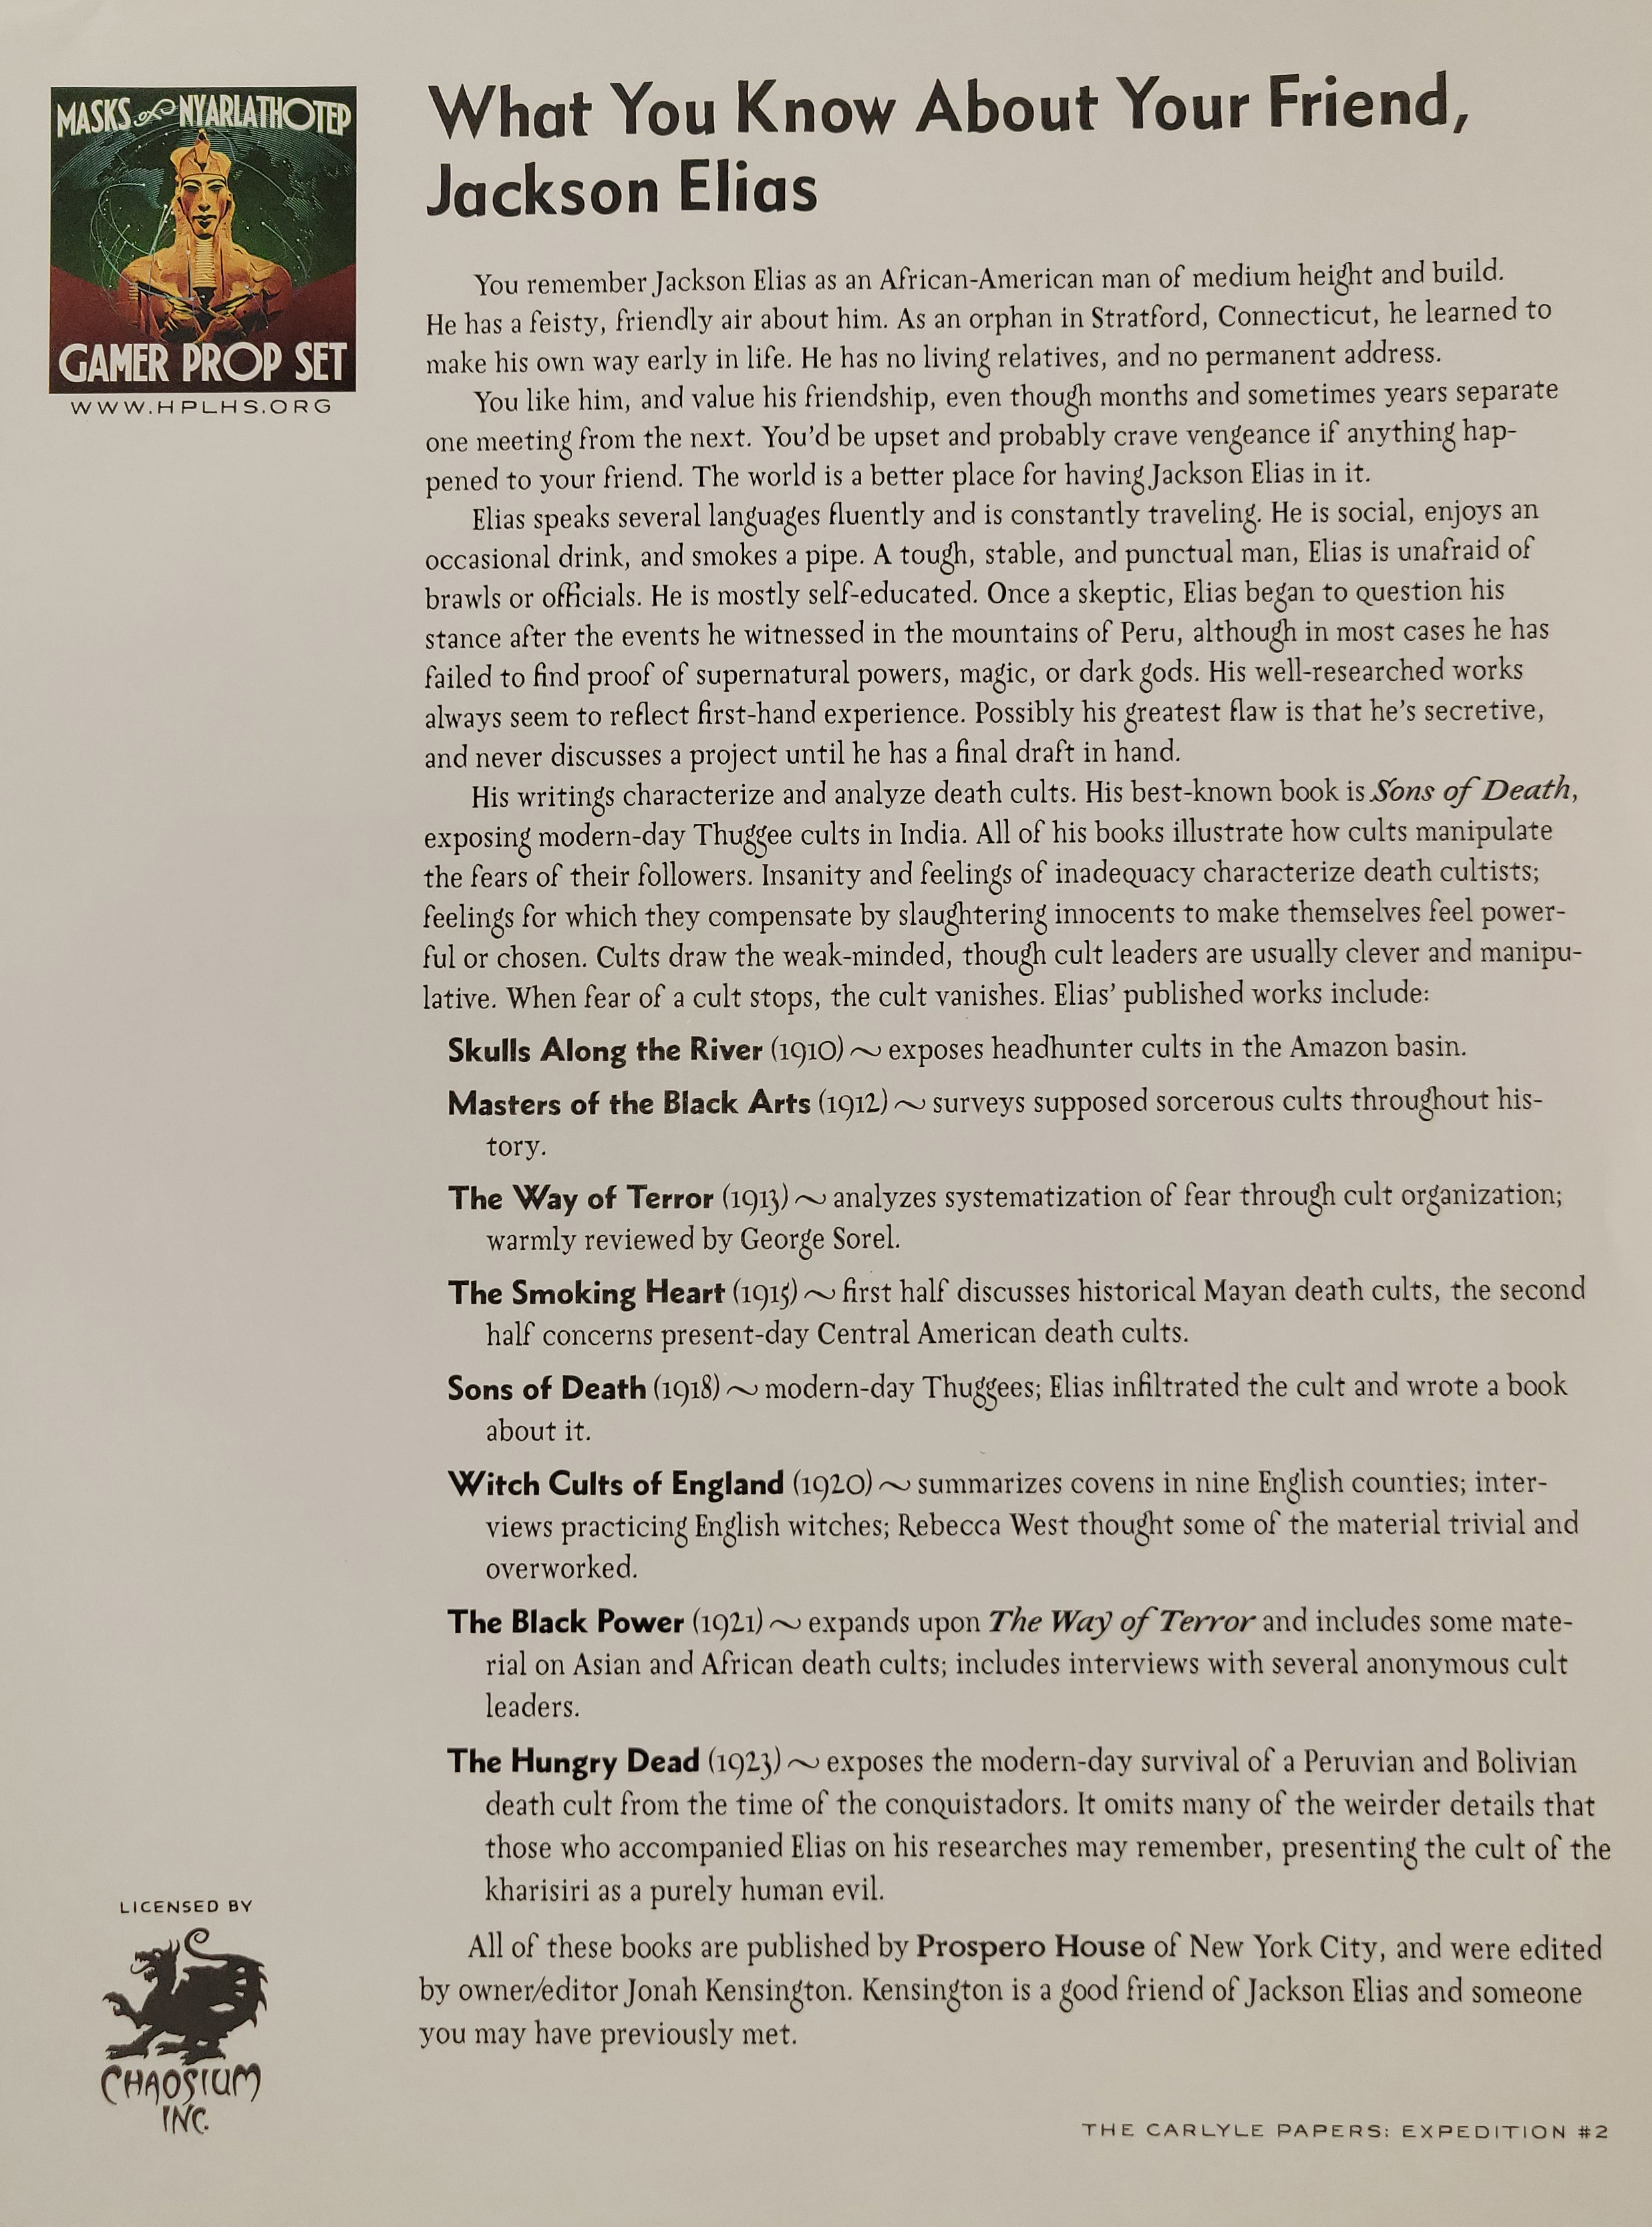 MASKS of NYARLATHOTEP
GAMER PROP SET
WWW.HPLHS.ORG
What You Know About Your Friend,
Jackson Elias
You remember Jackson Elias as an African-American man of medium height and build.
He has a feisty, friendly air about him. As an orphan in Stratford, Connecticut, he learned to
make his own way early in life. He has no living relatives, and no permanent address.
You like him, and value his friendship, even though months and sometimes years separate
one meeting from the next. You'd be upset and probably crave vengeance if anything hap-
pened to your friend. The world is a better place for having Jackson Elias in it.
Elias speaks several languages fluently and is constantly traveling. He is social, enjoys an
occasional drink, and smokes a pipe. A tough, stable, and punctual man, Elias is unafraid of
brawls or officials. He is mostly self-educated. Once a skeptic, Elias began to question his
stance after the events he witnessed in the mountains of Peru, although in most cases he has
failed to find proof of supernatural powers, magic, or dark gods. His well-researched works
always seem to reflect first-hand experience. Possibly his greatest flaw is that he's secretive,
and never discusses a project until he has a final draft in hand.
His writings characterize and analyze death cults. His best-known book is Sons of Death,
exposing modern-day Thuggee cults in India. All of his books illustrate how cults manipulate
the fears of their followers. Insanity and feelings of inadequacy characterize death cultists;
feelings for which they compensate by slaughtering innocents to make themselves feel power-
ful or chosen. Cults draw the weak-minded, though cult leaders are usually clever and manipu-
lative. When fear of a cult stops, the cult vanishes. Elias' published works include:
Skulls Along the River (1910) ~ exposes headhunter cults in the Amazon basin.
Masters of the Black Arts (1912) ~ surveys supposed sorcerous cults throughout his-
tory.
The Way of Terror (1913) ~ analyzes systematization of fear through cult organization;
warmly reviewed by George Sorel.
The Smoking Heart (1915) ~ first half discusses historical Mayan death cults, the second
half concerns present-day Central American death cults.
Sons of Death (1918) ~ modern-day Thuggees; Elias infiltrated the cult and wrote a book
about it.
Witch Cults of England (1920) ~ summarizes covens in nine English counties; inter-
views practicing English witches; Rebecca West thought some of the material trivial and
overworked.
The Black Power (1921) ~ expands upon The Way of Terror and includes some mate-
rial on Asian and African death cults; includes interviews with several anonymous cult
leaders.
The Hungry Dead (1923) ~ exposes the modern-day survival of a Peruvian and Bolivian
death cult from the time of the conquistadors. It omits many of the weirder details that
those who accompanied Elias on his researches may remember, presenting the cult of the
kharisiri as a purely human evil.
All of these books are published by Prospero House of New York City, and were edited
by owner/editor Jonah Kensington. Kensington is a good friend of Jackson Elias and someone
you may have previously met.
LICENSED BY
CHAOSIUM
INC.
THE CARLYLE PAPERS: EXPEDITION #2